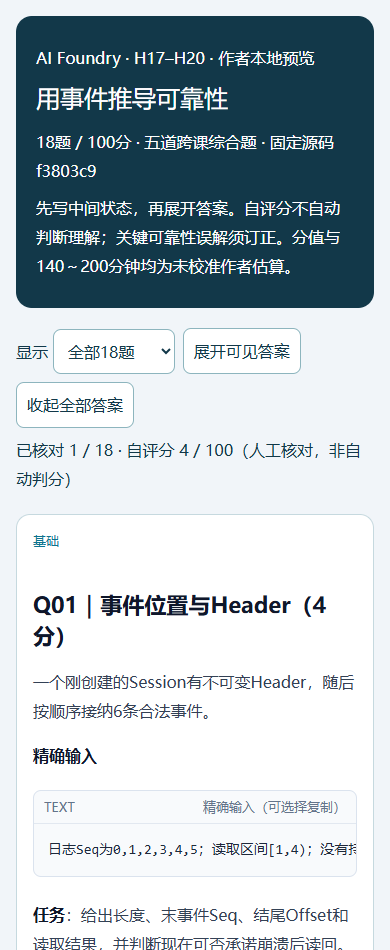 AI Foundry · H17–H20 · 作者本地预览
用事件推导可靠性
18题 / 100分 · 五道跨课综合题 · 固定源码
f3803c9
先写中间状态，再展开答案。自评分不自动
判断理解；关键可靠性误解须订正。分值与
140～200分钟均为未校准作者估算。
显示 全部18题 展开可见答案
收起全部答案
已核对 1 / 18 · 自评分 4 / 100（人工核对，非自
动判分）
基础
Q01｜事件位置与Header（4
分）
一个刚创建的Session有不可变Header，随后
按顺序接纳6条合法事件。
精确输入
TEXT 精确输入（可选择复制）
日志Seq为0,1,2,3,4,5；读取区间[1,4)；没有
任务：给出长度、末事件Seq、结尾Offset和
读取结果，并判断现在可否承诺崩溃后读回。